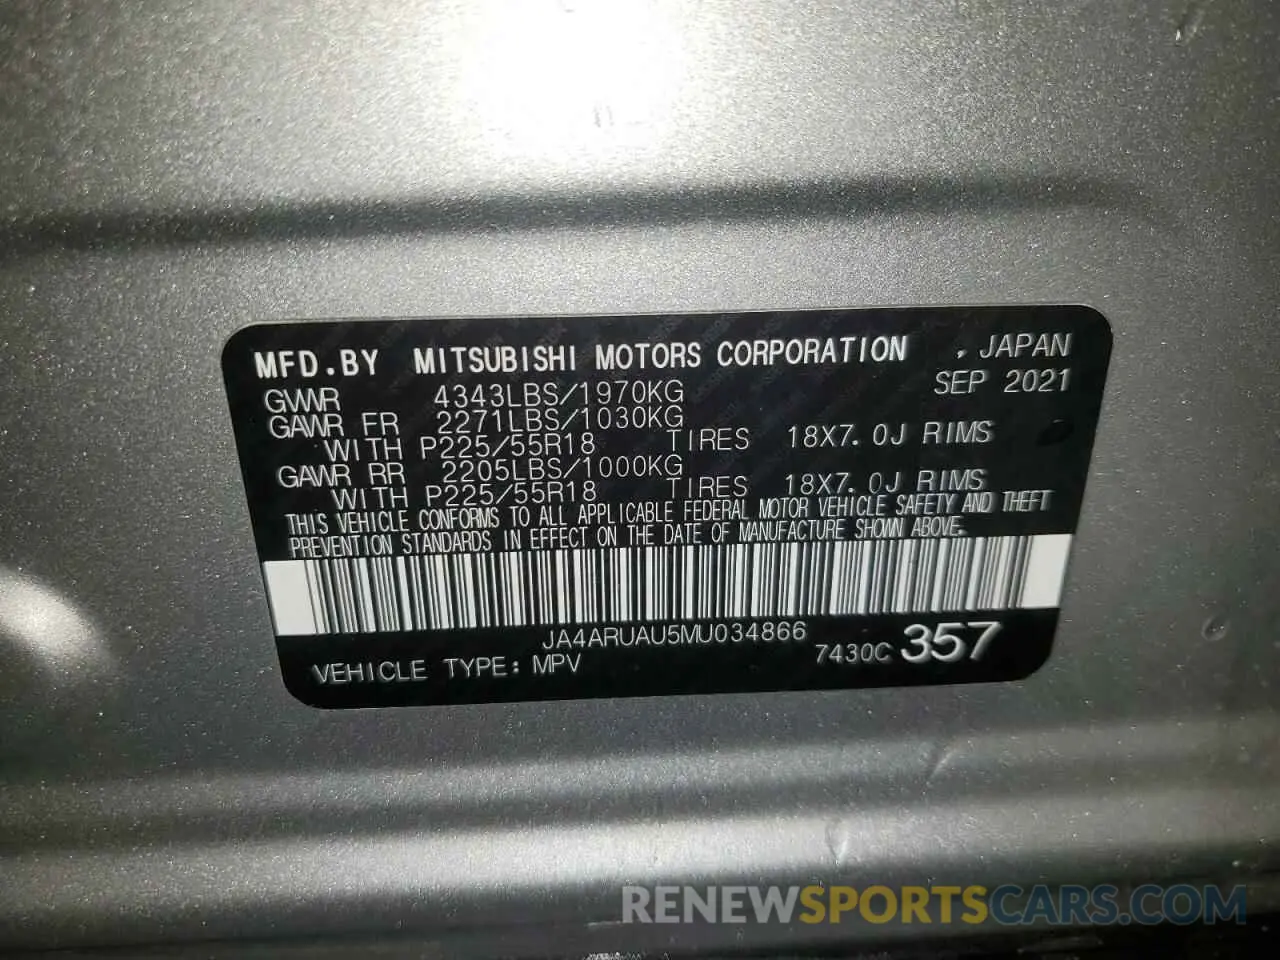 MFD.BY MITSUBISHI MOTORS CORPORATION , JAPAN
SEP 2021
GVWR 4343LBS/1970KG
GAWR FR 2271LBS/1030KG
WITH P225/55R18 TIRES 18X7.0J RIMS
GAWR RR 2205LBS/1000KG
WITH P225/55R18 TIRES 18X7.0J RIMS
THIS VEHICLE CONFORMS TO ALL APPLICABLE FEDERAL MOTOR VEHICLE SAFETY AND THEFT
PREVENTION STANDARDS IN EFFECT ON THE DATE OF MANUFACTURE SHOWN ABOVE.
JA4ARUAU5MU034866
VEHICLE TYPE: MPV 7430C 357
RENEWSPORTSCARS.COM